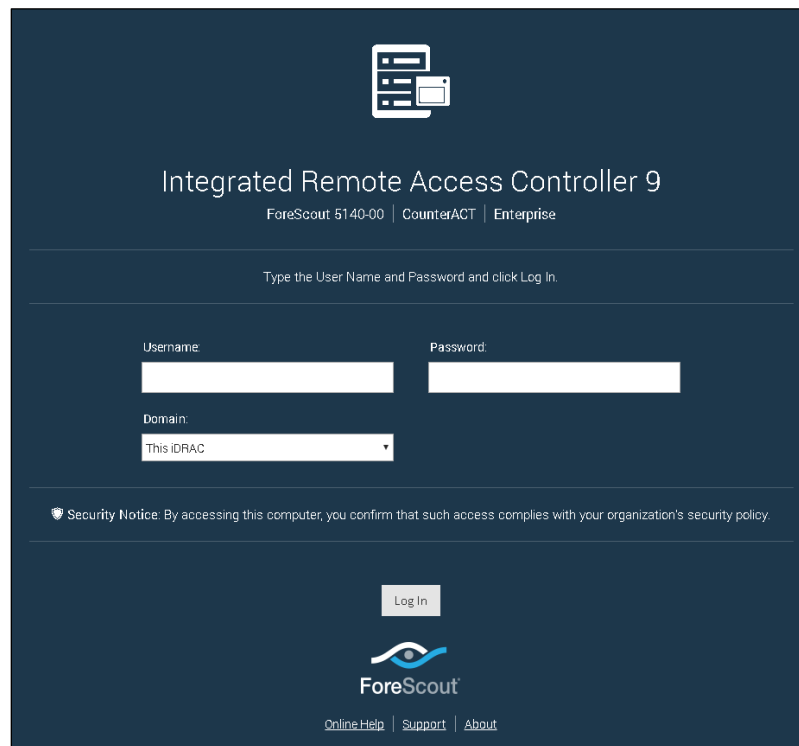 Integrated Remote Access Controller 9
ForeScout 5140-00 | CounterACT | Enterprise
Type the User Name and Password and click Log In.
Username: Password:
Domain:
This iDRAC
Security Notice: By accessing this computer, you confirm that such access complies with your organization's security policy.
Log In
ForeScout
Online Help | Support | About